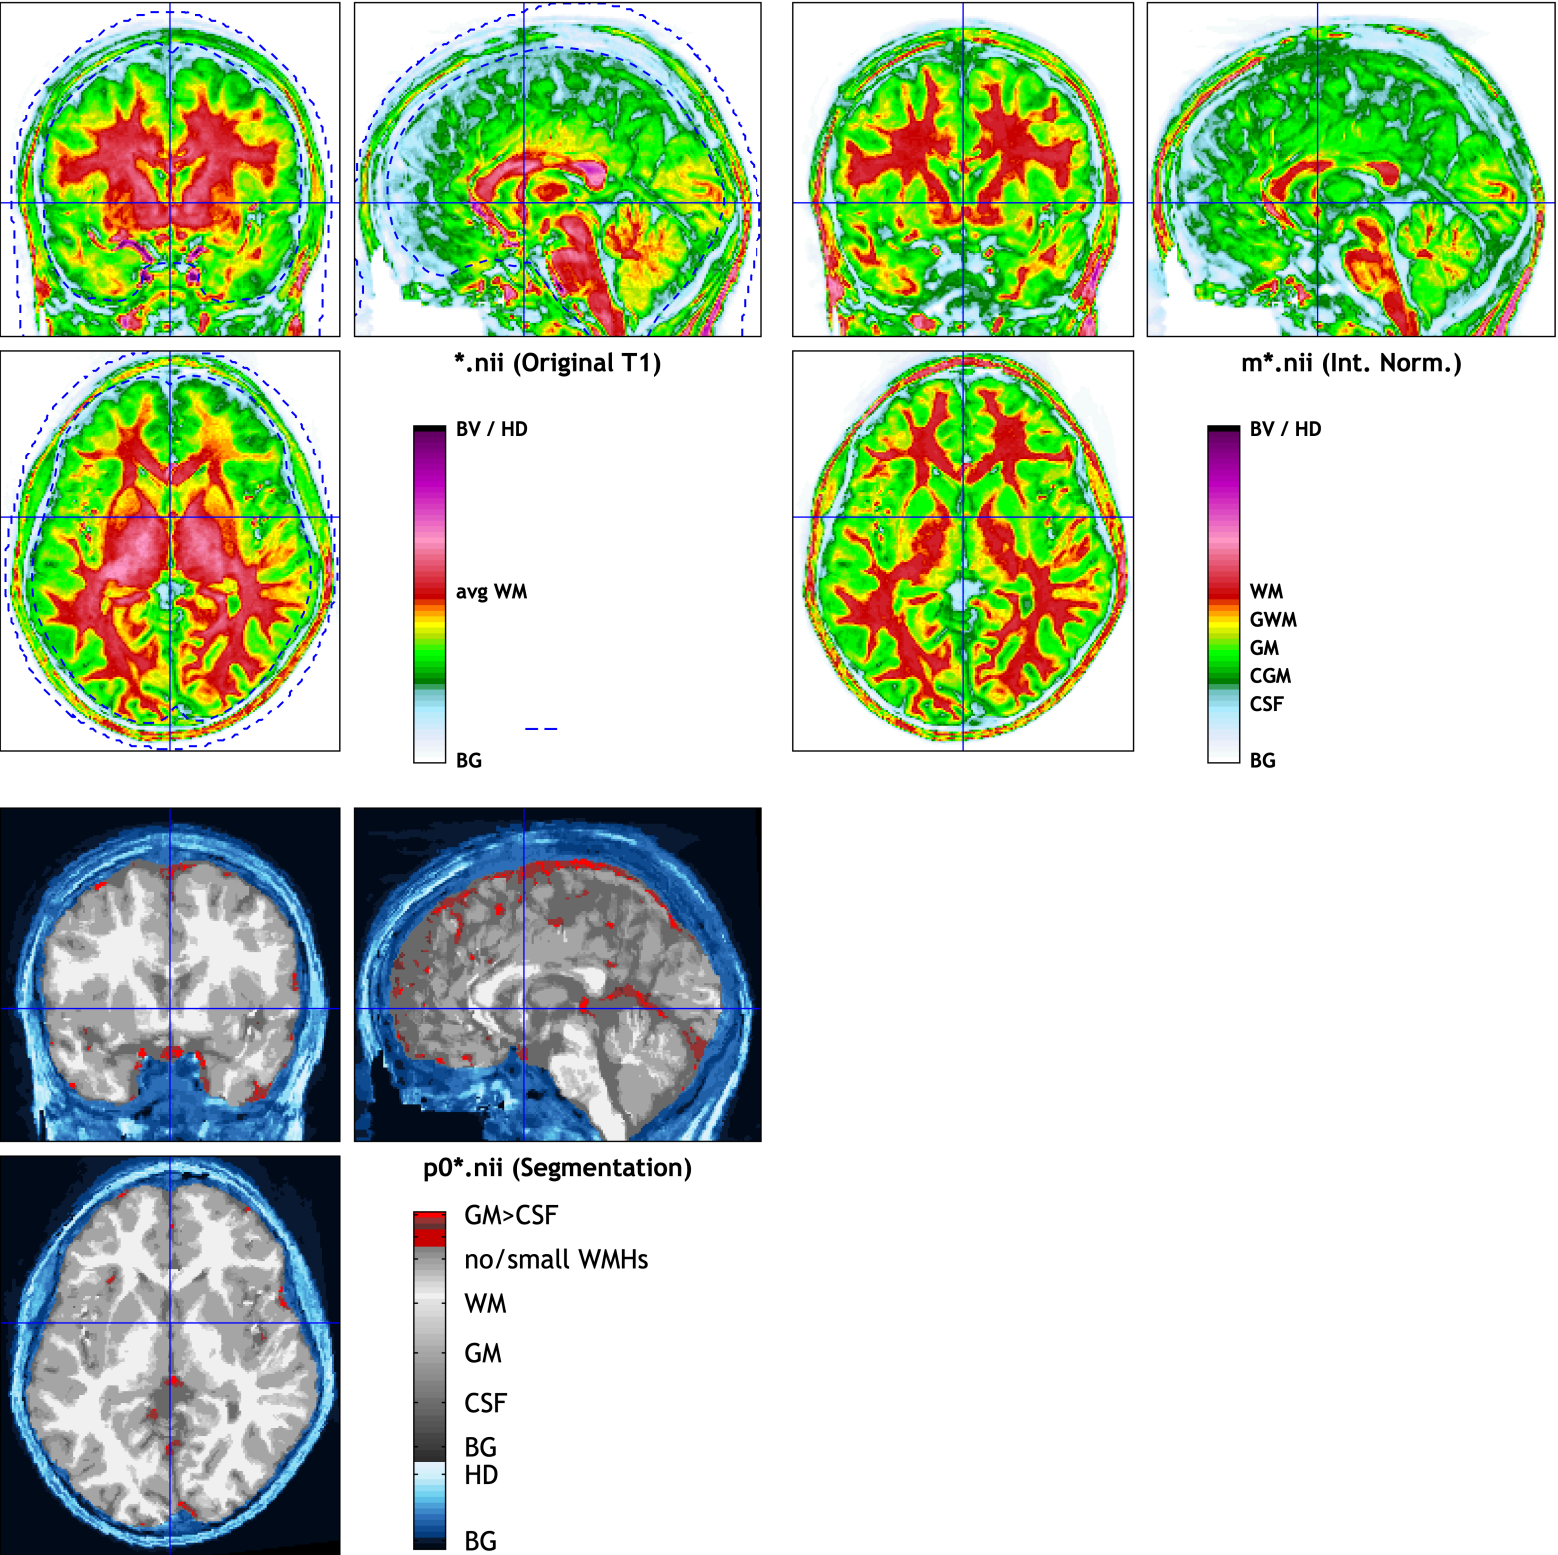 *.nii (Original T1)
BV / HD
avg WM
BG
m*.nii (Int. Norm.)
BV / HD
WM
GWM
GM
CGM
CSF
BG
p0*.nii (Segmentation)
GM>CSF
no/small WMHs
WM
GM
CSF
BG
HD
BG